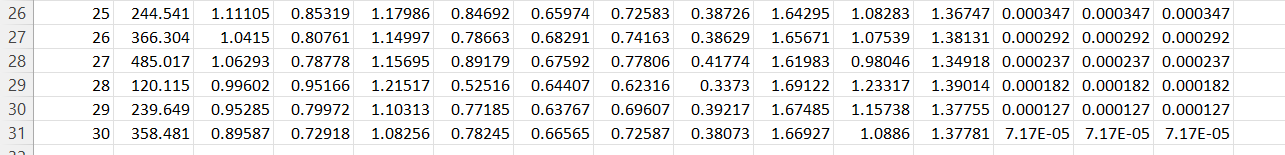 26 25 244.541 1.11105 0.85319 1.17986 0.84692 0.65974 0.72583 0.38726 1.64295 1.08283 1.36747 0.000347 0.000347 0.000347
27 26 366.304 1.0415 0.80761 1.14997 0.78663 0.68291 0.74163 0.38629 1.65671 1.07539 1.38131 0.000292 0.000292 0.000292
28 27 485.017 1.06293 0.78778 1.15695 0.89179 0.67592 0.77806 0.41774 1.61983 0.98046 1.34918 0.000237 0.000237 0.000237
29 28 120.115 0.99602 0.95166 1.21517 0.52516 0.64407 0.62316 0.3373 1.69122 1.23317 1.39014 0.000182 0.000182 0.000182
30 29 239.649 0.95285 0.79972 1.10313 0.77185 0.63767 0.69607 0.39217 1.67485 1.15738 1.37755 0.000127 0.000127 0.000127
31 30 358.481 0.89587 0.72918 1.08256 0.78245 0.66565 0.72587 0.38073 1.66927 1.0886 1.37781 7.17E-05 7.17E-05 7.17E-05